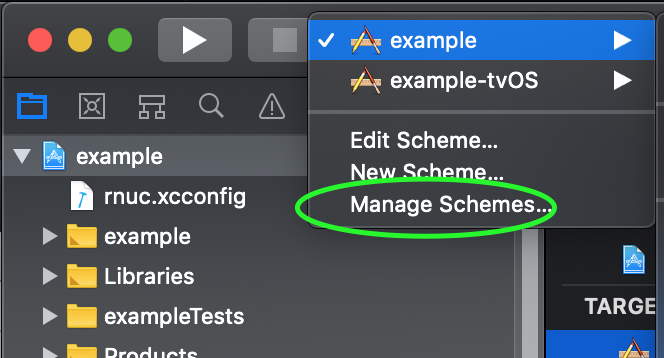 example
example-tvOS
Edit Scheme...
New Scheme...
Manage Schemes...
example
rnuc.xcconfig
example
Libraries
exampleTests
Products
TARGE